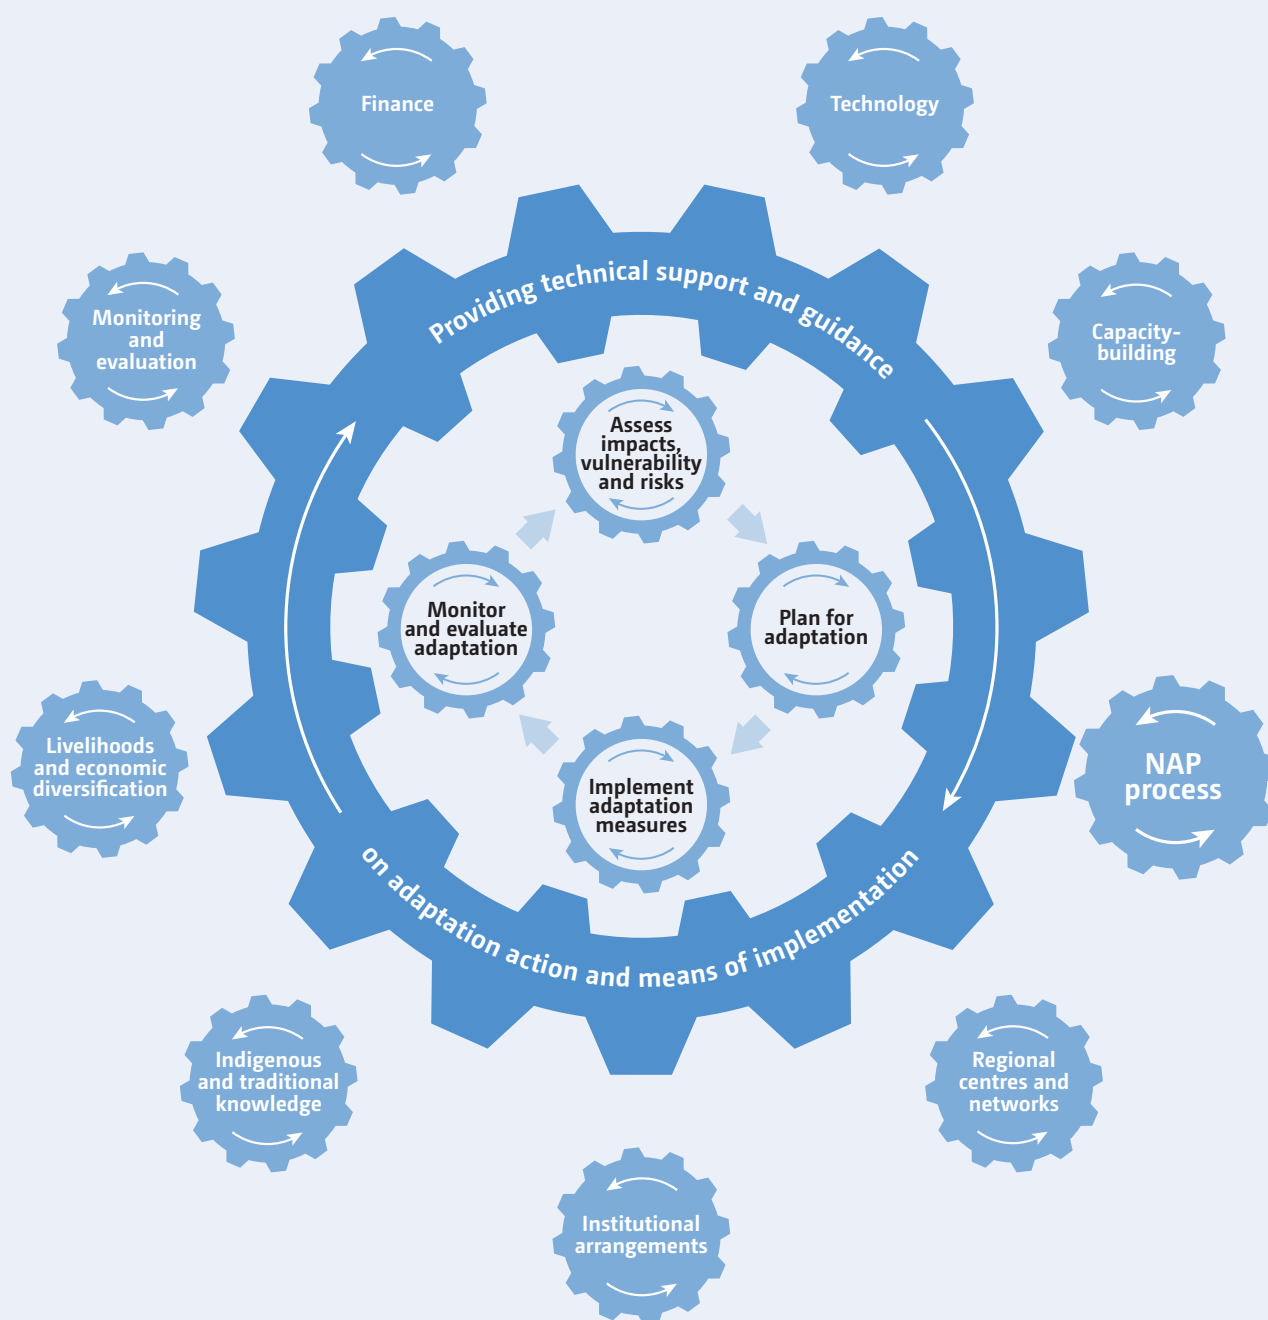 Finance
Technology
Providing technical support and guidance
Monitoring
and
evaluation
Capacity-
building
Assess
impacts,
vulnerability
and risks
Monitor
and evaluate
adaptation
Plan for
adaptation
Livelihoods
and economic
diversification
NAP
process
Implement
adaptation
measures
on adaptation action and means of implementation
Indigenous
and traditional
knowledge
Regional
centres and
networks
Institutional
arrangements